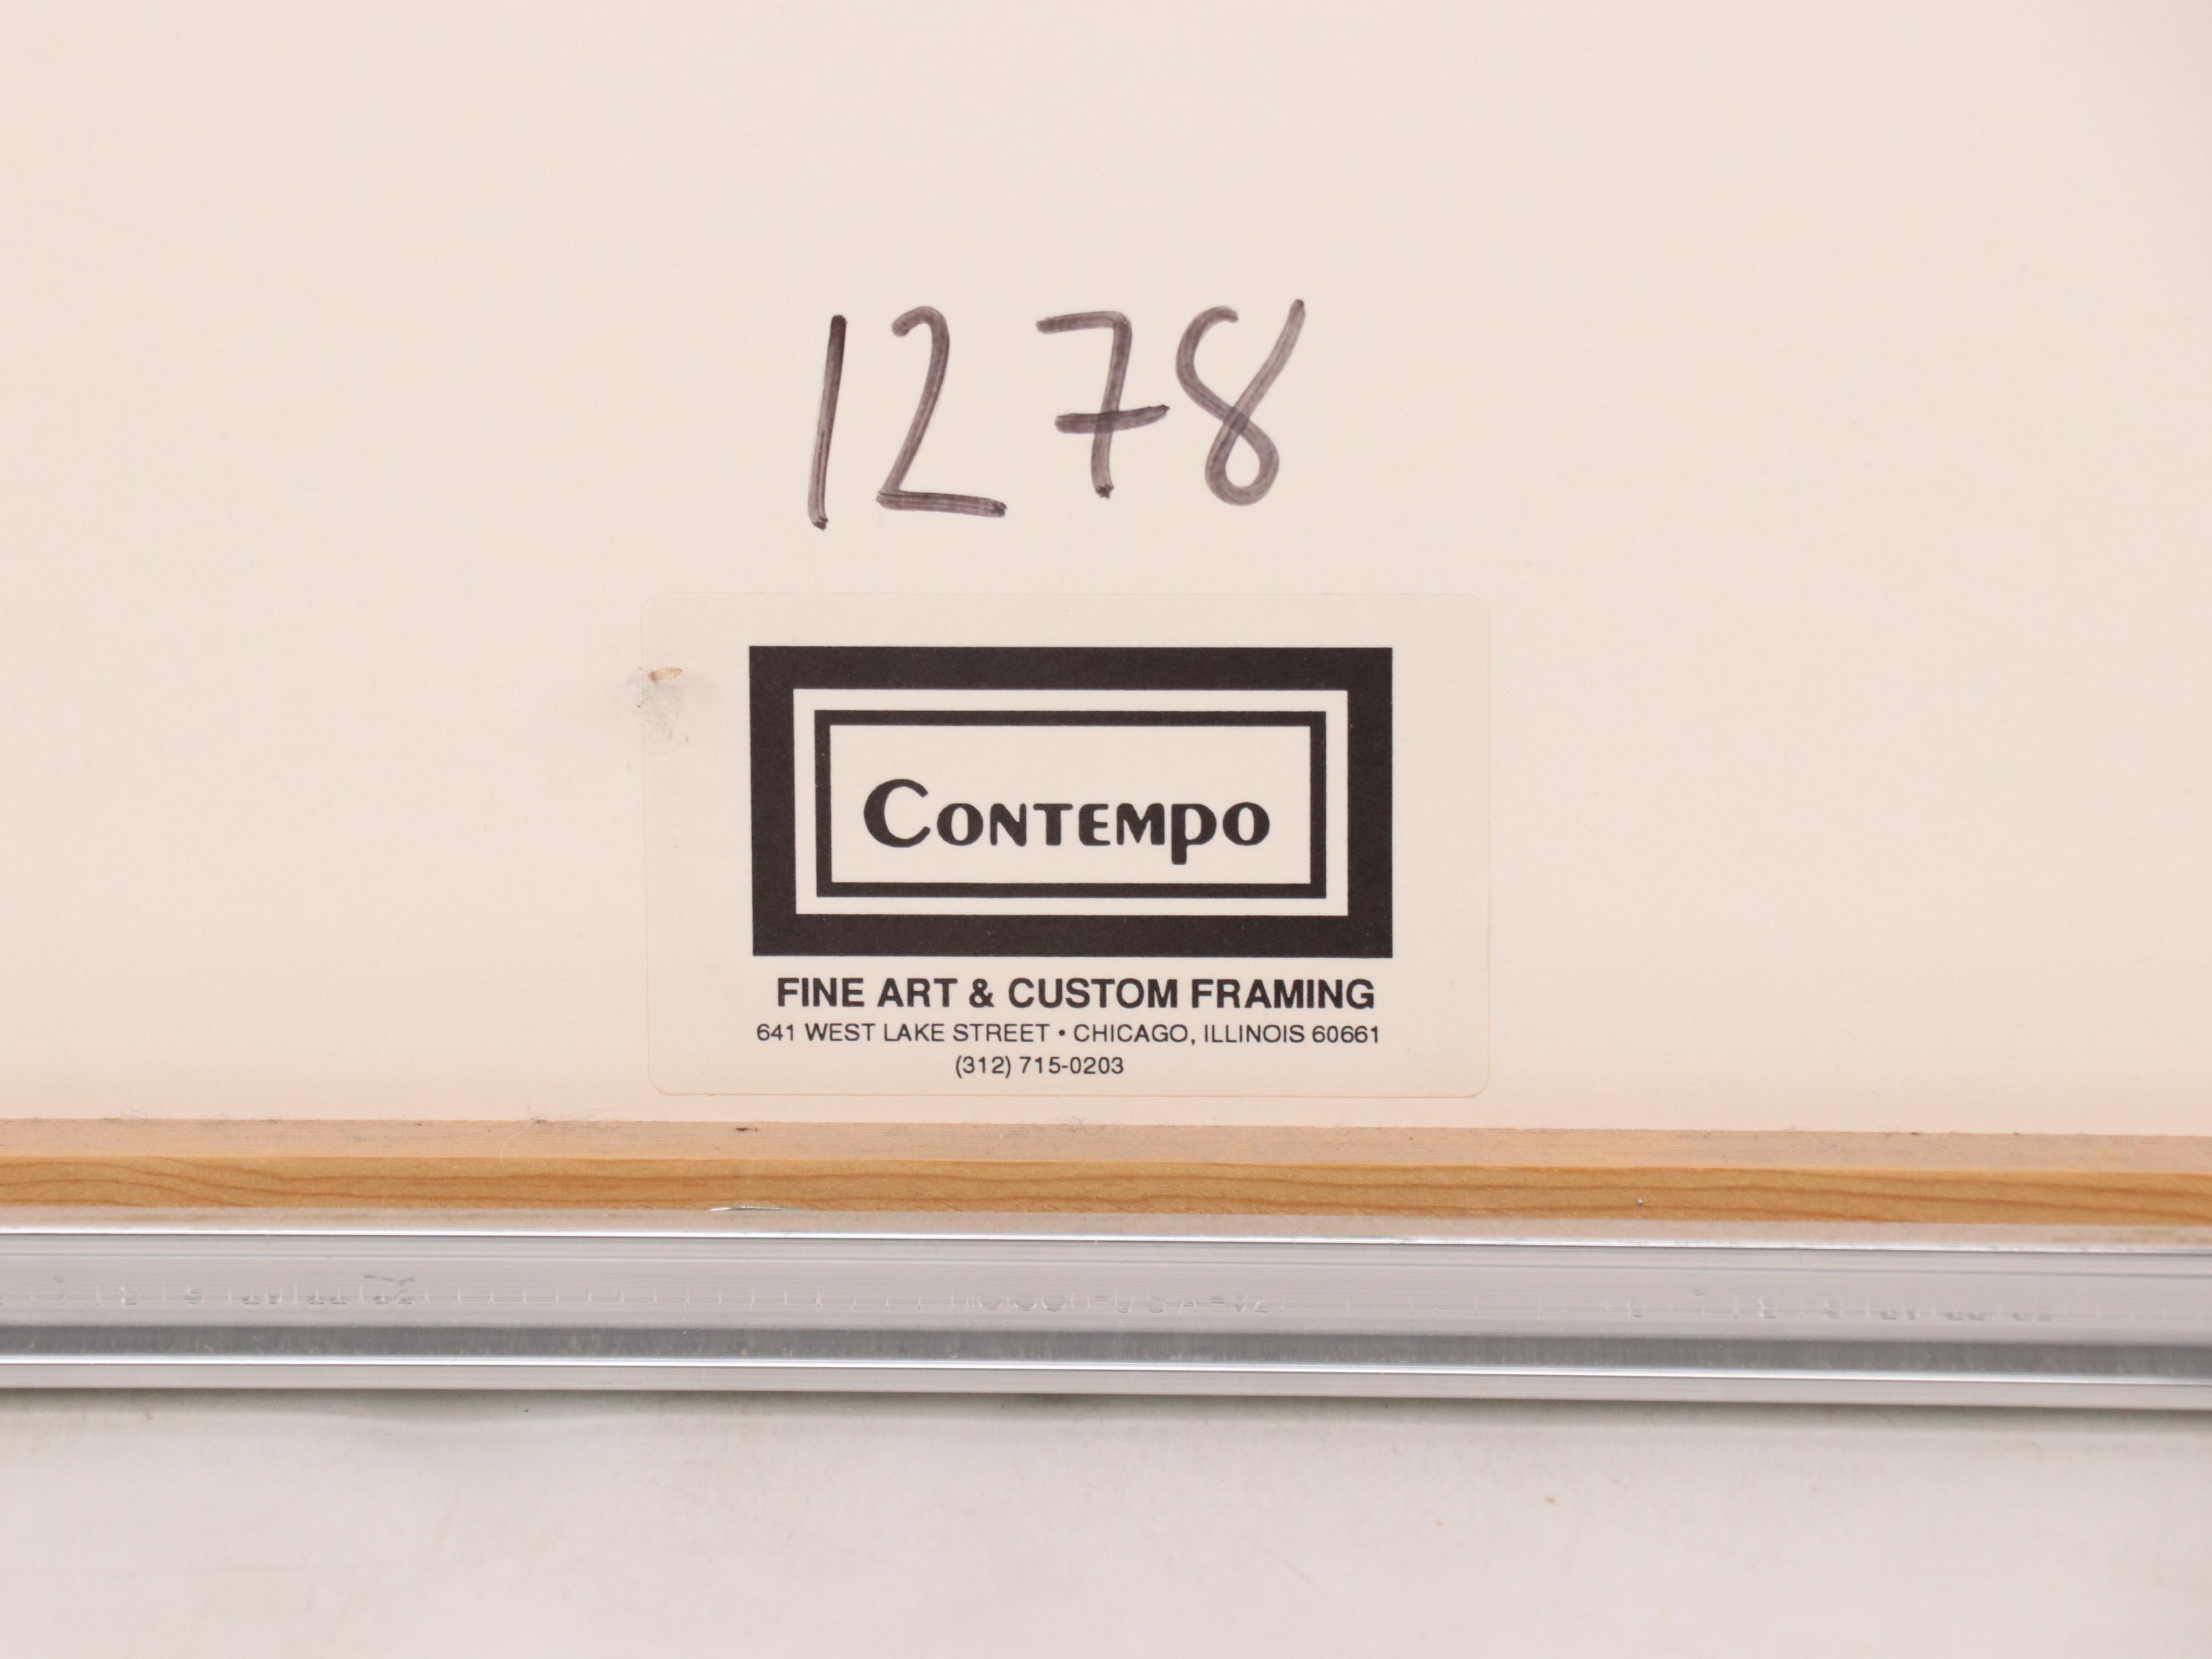 1278
CONTEMPO
FINE ART & CUSTOM FRAMING
641 WEST LAKE STREET • CHICAGO, ILLINOIS 60661
(312) 715-0203